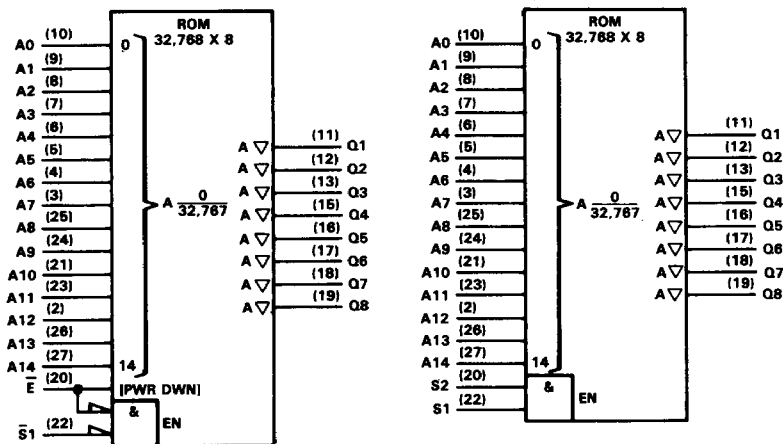 ROM
32,768 X 8
A0 (10) 0
A1 (9)
A2 (8)
A3 (7)
A4 (6)
A5 (5)
A6 (4)
A7 (3)
A8 (25)
A9 (24)
A10 (21)
A11 (23)
A12 (2)
A13 (26)
A14 (27) 14
A 0
32,767
A ▽ (11) Q1
A ▽ (12) Q2
A ▽ (13) Q3
A ▽ (15) Q4
A ▽ (16) Q5
A ▽ (17) Q6
A ▽ (18) Q7
A ▽ (19) Q8
E̅ (20) [PWR DWN]
& EN
S̅1 (22)
ROM
32,768 X 8
A0 (10) 0
A1 (9)
A2 (8)
A3 (7)
A4 (6)
A5 (5)
A6 (4)
A7 (3)
A8 (25)
A9 (24)
A10 (21)
A11 (23)
A12 (2)
A13 (26)
A14 (27) 14
A 0
32,767
A ▽ (11) Q1
A ▽ (12) Q2
A ▽ (13) Q3
A ▽ (15) Q4
A ▽ (16) Q5
A ▽ (17) Q6
A ▽ (18) Q7
A ▽ (19) Q8
S2 (20) &
EN
S1 (22)